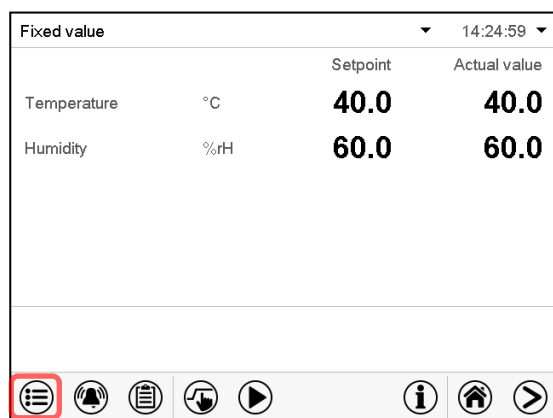 Fixed value 14:24:59
Setpoint Actual value
Temperature °C 40.0 40.0
Humidity %rH 60.0 60.0